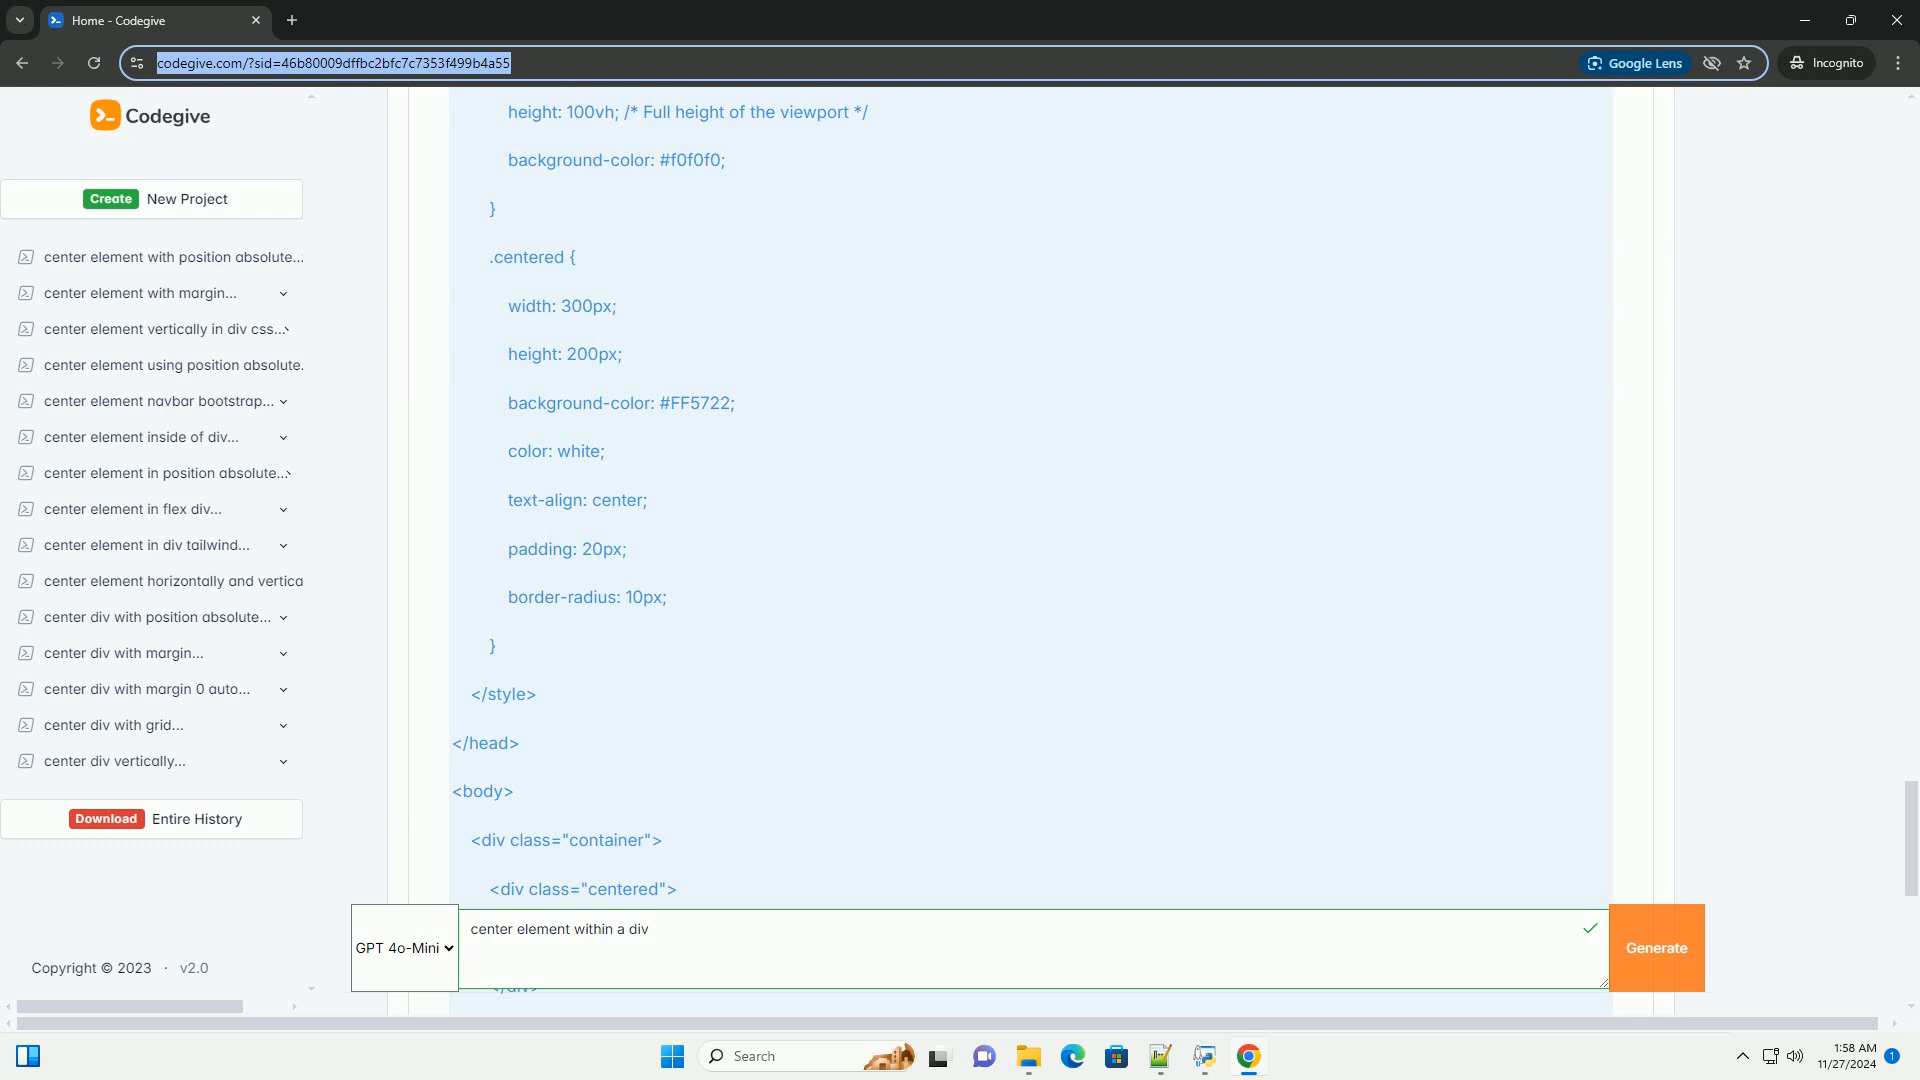 Home - Codegive
codegive.com/?sid=46b80009dffbc2bfc7c7353f499b4a55
Google Lens
Incognito
Codegive
Create New Project
center element with position absolute...
center element with margin...
center element vertically in div css...
center element using position absolute.
center element navbar bootstrap...
center element inside of div...
center element in position absolute...
center element in flex div...
center element in div tailwind...
center element horizontally and vertica
center div with position absolute...
center div with margin...
center div with margin 0 auto...
center div with grid...
center div vertically...
Download Entire History
Copyright © 2023 · v2.0
height: 100vh; /* Full height of the viewport */
background-color: #f0f0f0;
}
.centered {
width: 300px;
height: 200px;
background-color: #FF5722;
color: white;
text-align: center;
padding: 20px;
border-radius: 10px;
}
</style>
</head>
<body>
<div class="container">
<div class="centered">
</div>
GPT 4o-Mini
center element within a div
Generate
Search
1:58 AM
11/27/2024
1